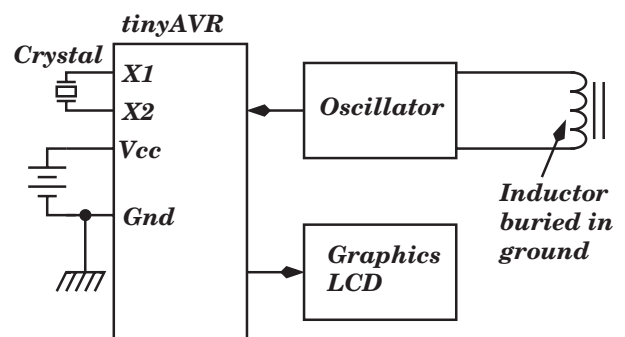 tinyAVR
Crystal
X1
X2
Vcc
Gnd
Oscillator
Inductor
buried in
ground
Graphics
LCD